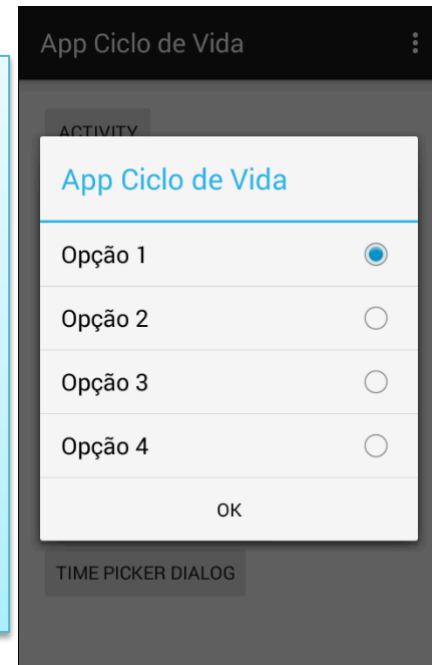 App Ciclo de Vida
ACTIVITY
App Ciclo de Vida
Opção 1
Opção 2
Opção 3
Opção 4
OK
TIME PICKER DIALOG